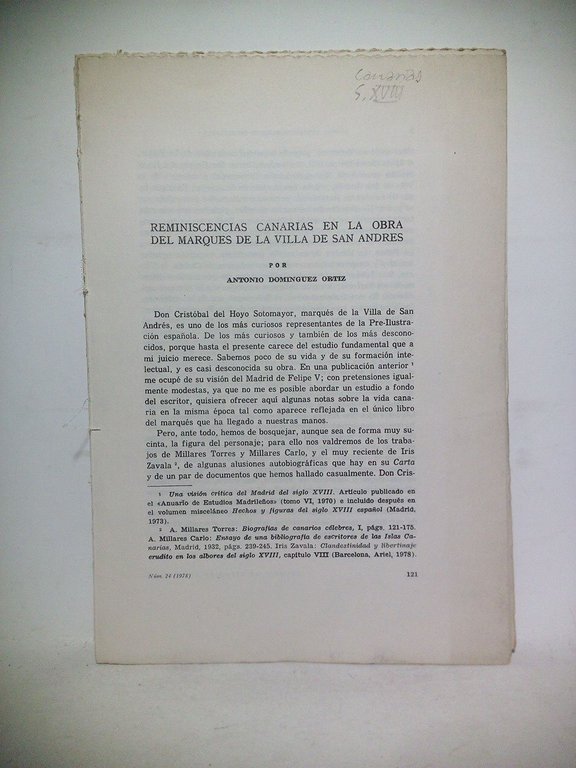 Canarias
S. XVIII
REMINISCENCIAS CANARIAS EN LA OBRA
DEL MARQUES DE LA VILLA DE SAN ANDRES
POR
ANTONIO DOMINGUEZ ORTIZ
Don Cristóbal del Hoyo Sotomayor, marqués de la Villa de San
Andrés, es uno de los más curiosos representantes de la Pre-Ilustra-
ción española. De los más curiosos y también de los más descono-
cidos, porque hasta el presente carece del estudio fundamental que a
mi juicio merece. Sabemos poco de su vida y de su formación inte-
lectual, y es casi desconocida su obra. En una publicación anterior ¹
me ocupé de su visión del Madrid de Felipe V; con pretensiones igual-
mente modestas, ya que no me es posible abordar un estudio a fondo
del escritor, quisiera ofrecer aquí algunas notas sobre la vida cana-
ria en la misma época tal como aparece reflejada en el único libro
del marqués que ha llegado a nuestras manos.
Pero, ante todo, hemos de bosquejar, aunque sea de forma muy su-
cinta, la figura del personaje; para ello nos valdremos de los traba-
jos de Millares Torres y Millares Carlo, y el muy reciente de Iris
Zavala ², de algunas alusiones autobiográficas que hay en su Carta
y de un par de documentos que hemos hallado casualmente. Don Cris-
¹ Una visión crítica del Madrid del siglo XVIII. Artículo publicado en
el «Anuario de Estudios Madrileños» (tomo VI, 1970) e incluido después en
el volumen misceláneo Hechos y figuras del siglo XVIII español (Madrid,
1973).
² A. Millares Torres: Biografías de canarios célebres, I, págs. 121-175.
A. Millares Carlo: Ensayo de una bibliografía de escritores de las Islas Ca-
narias, Madrid, 1932, págs. 239-245. Iris Zavala: Clandestinidad y libertinaje
erudito en los albores del siglo XVIII, capítulo VIII (Barcelona, Ariel, 1978).
Núm. 24 (1978)
121